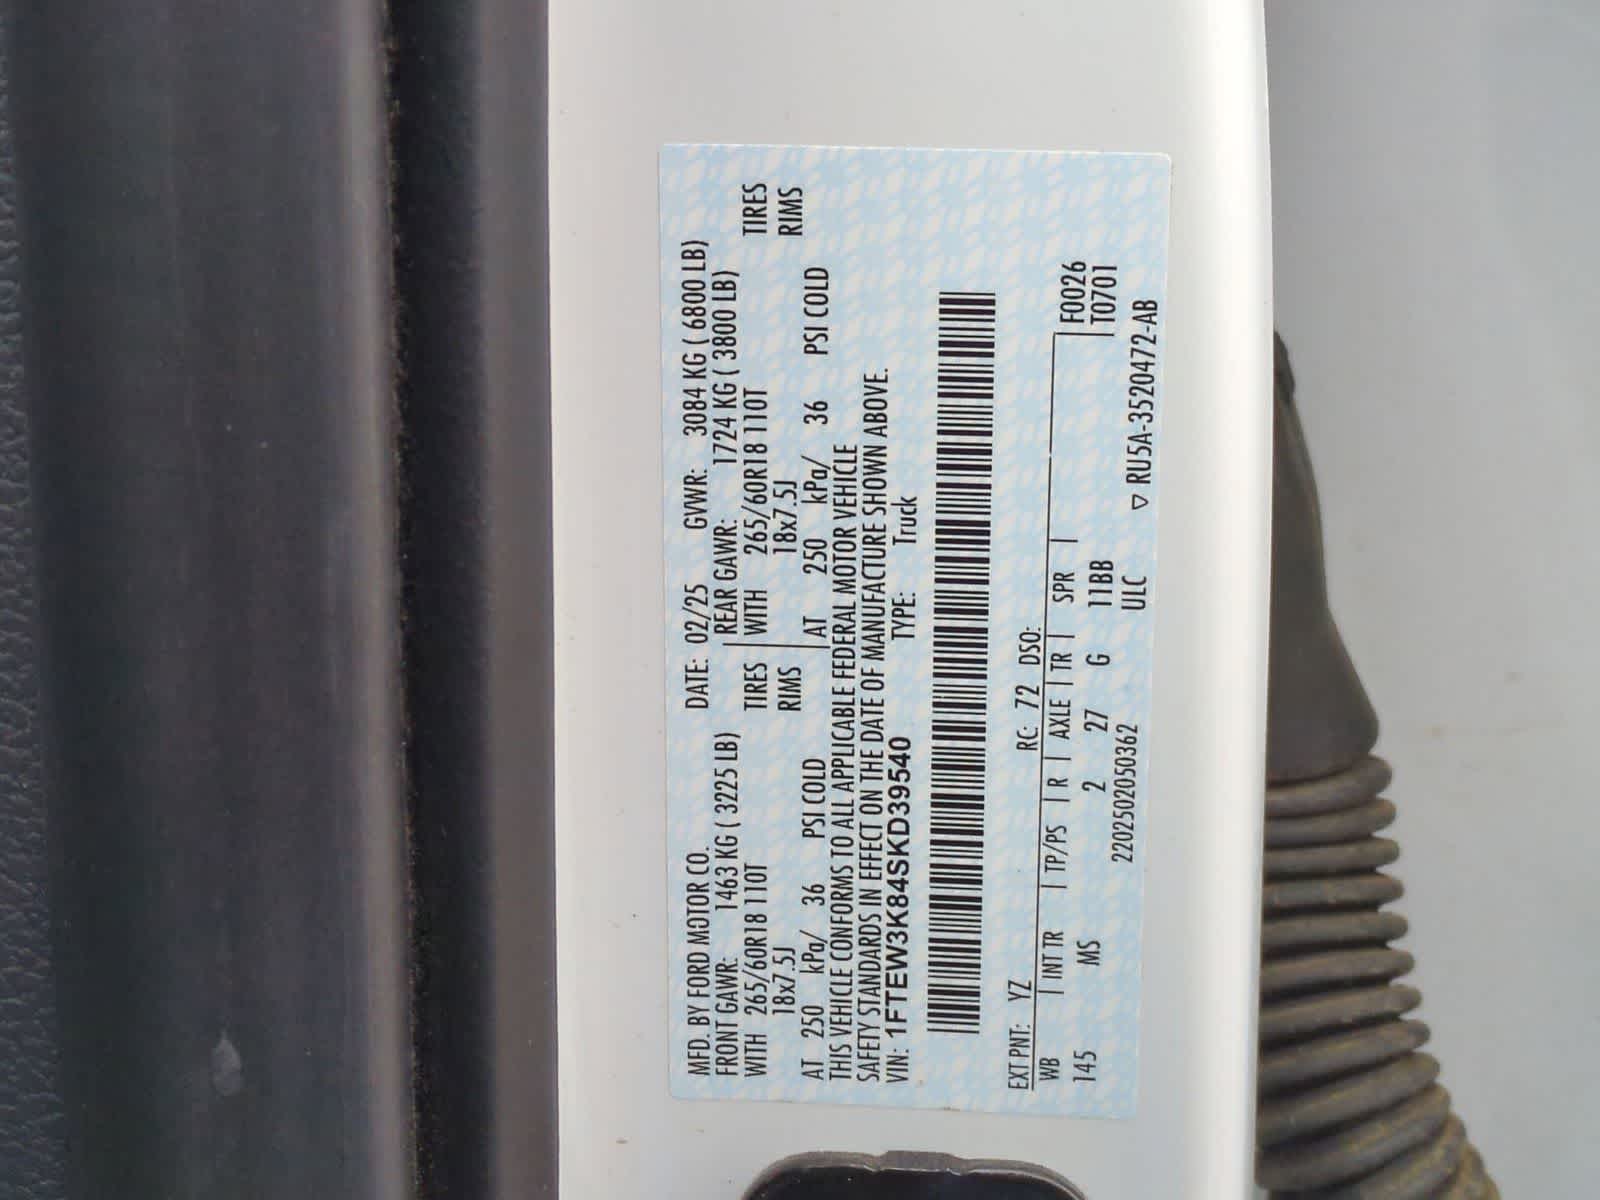 MFD. BY FORD MOTOR CO. DATE: 02/25 GVWR: 3084 KG ( 6800 LB)
FRONT GAWR: 1463 KG ( 3225 LB) REAR GAWR: 1724 KG ( 3800 LB)
WITH 265/60R18 110T TIRES WITH 265/60R18 110T TIRES
18x7.5J RIMS 18x7.5J RIMS
AT 250 kPa/ 36 PSI COLD AT 250 kPa/ 36 PSI COLD
THIS VEHICLE CONFORMS TO ALL APPLICABLE FEDERAL MOTOR VEHICLE
SAFETY STANDARDS IN EFFECT ON THE DATE OF MANUFACTURE SHOWN ABOVE.
VIN: 1FTEW3K84SKD39540 TYPE: Truck
EXT PNT: YZ RC: 72 DSO:
WB | INT TR | TP/PS | R | AXLE | TR | SPR | F0026
145 MS 2 27 G 11BB T0701
2202502050362 ULC ▽ RU5A-3520472-AB